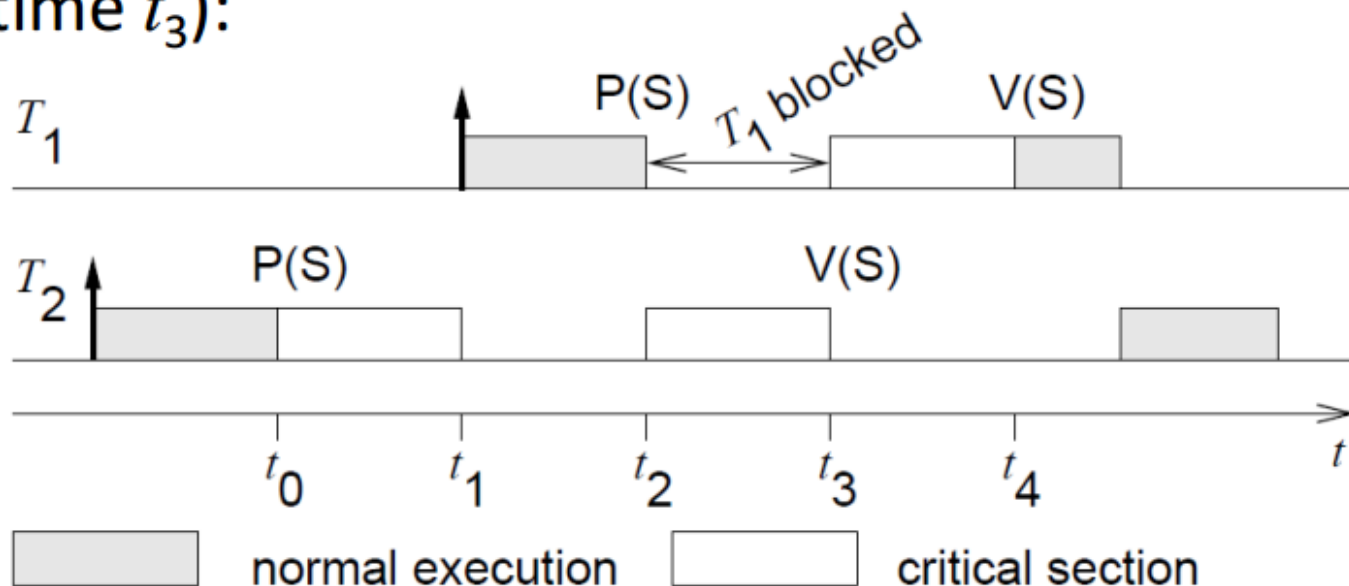 time t₃):
T₁ P(S) T₁ blocked V(S)
T₂ P(S) V(S)
t₀ t₁ t₂ t₃ t₄ t
normal execution critical section